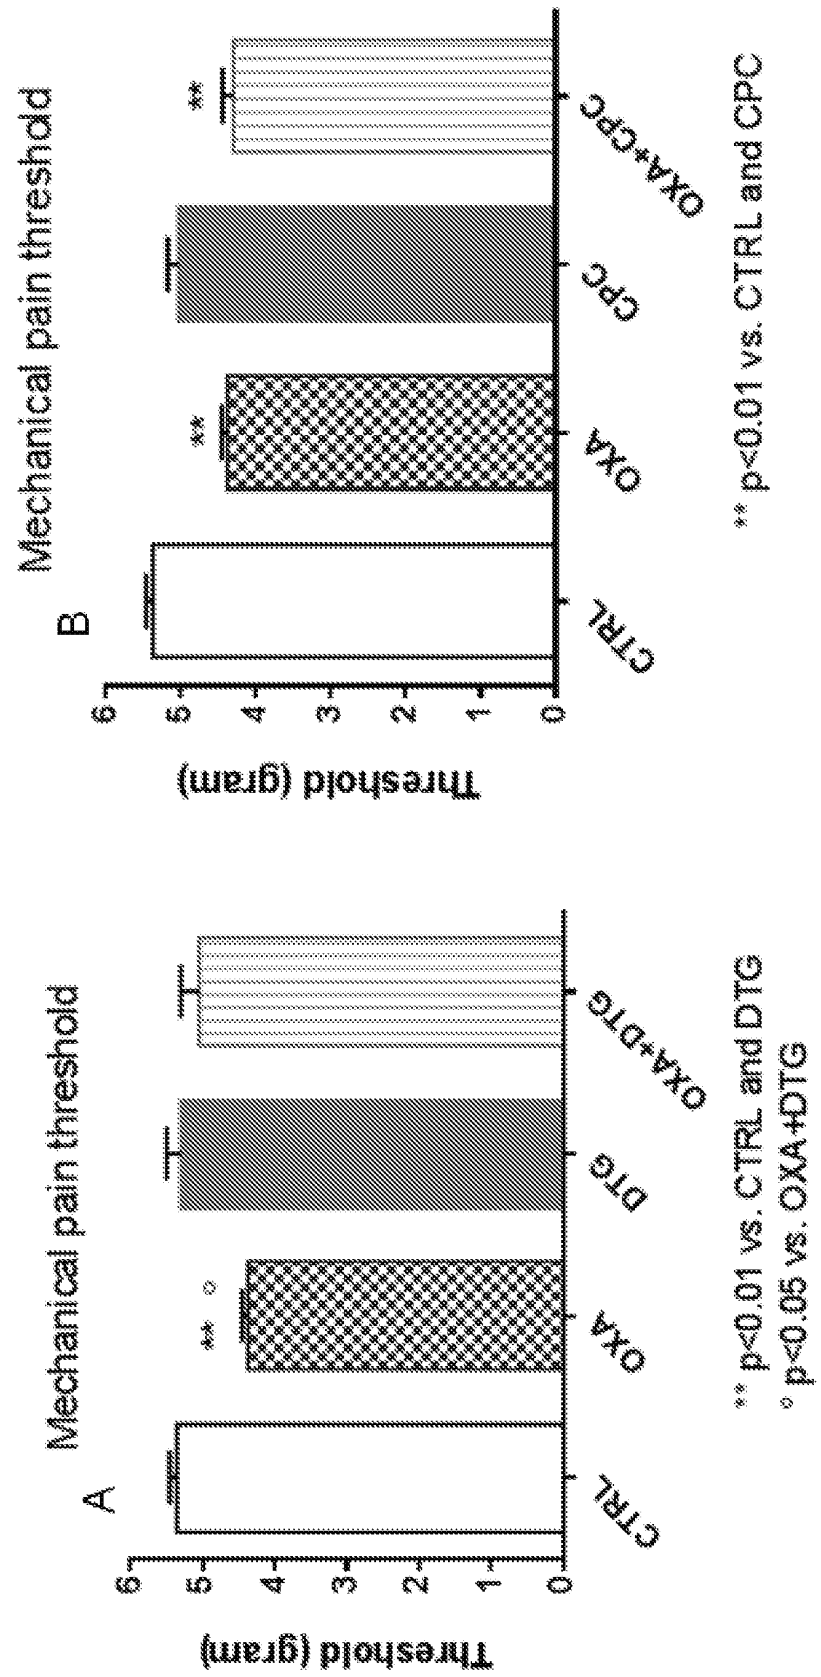 A
Mechanical pain threshold
Threshold (gram)
6
5
4
3
2
1
0
** °
CTRL
OXA
DTG
OXA+DTG
** p<0.01 vs. CTRL and DTG
° p<0.05 vs. OXA+DTG
B
Mechanical pain threshold
Threshold (gram)
6
5
4
3
2
1
0
**
**
CTRL
OXA
CPC
OXA+CPC
** p<0.01 vs. CTRL and CPC